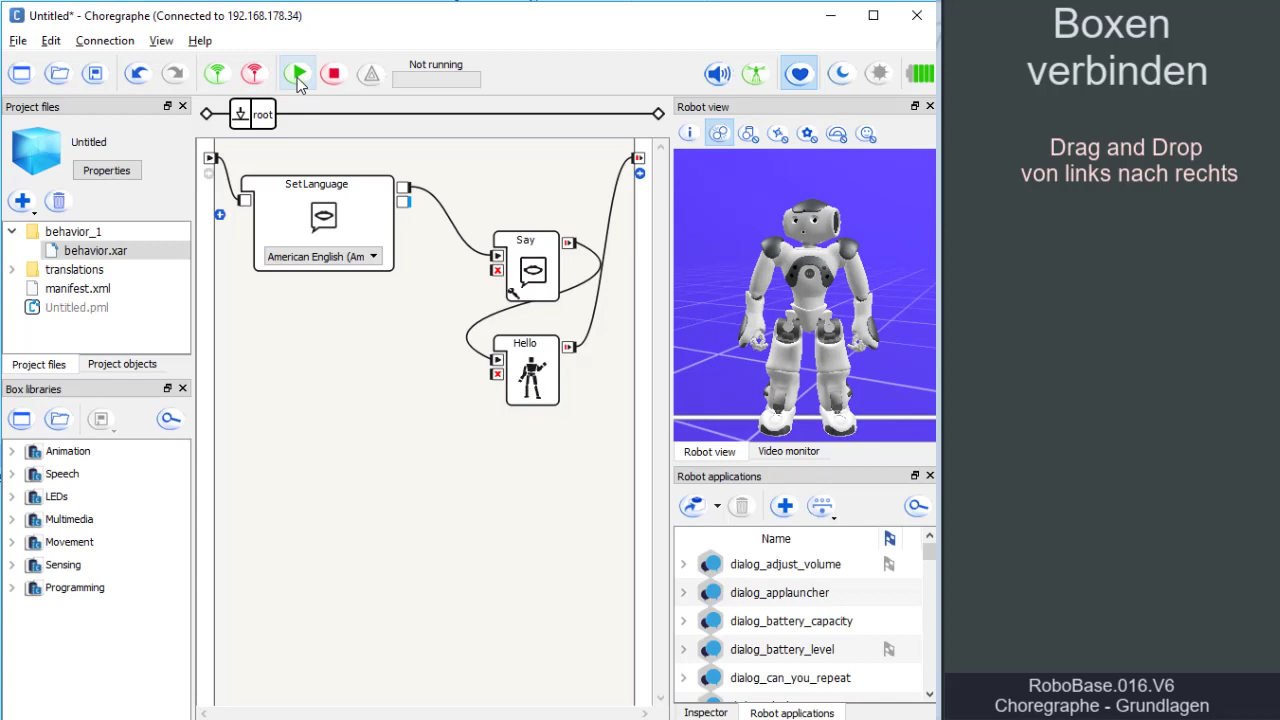 Untitled* - Choregraphe (Connected to 192.168.178.34)
File Edit Connection View Help
Not running
Project files
root
Untitled
Properties
behavior_1
behavior.xar
translations
manifest.xml
Untitled.pml
Project files Project objects
Box libraries
Animation
Speech
LEDs
Multimedia
Movement
Sensing
Programming
Set Language
American English (Am
Say
Hello
Robot view
Robot view Video monitor
Robot applications
Name
dialog_adjust_volume
dialog_applauncher
dialog_battery_capacity
dialog_battery_level
dialog_can_you_repeat
Inspector Robot applications
Boxen
verbinden
Drag and Drop
von links nach rechts
RoboBase.016.V6
Choregraphe - Grundlagen